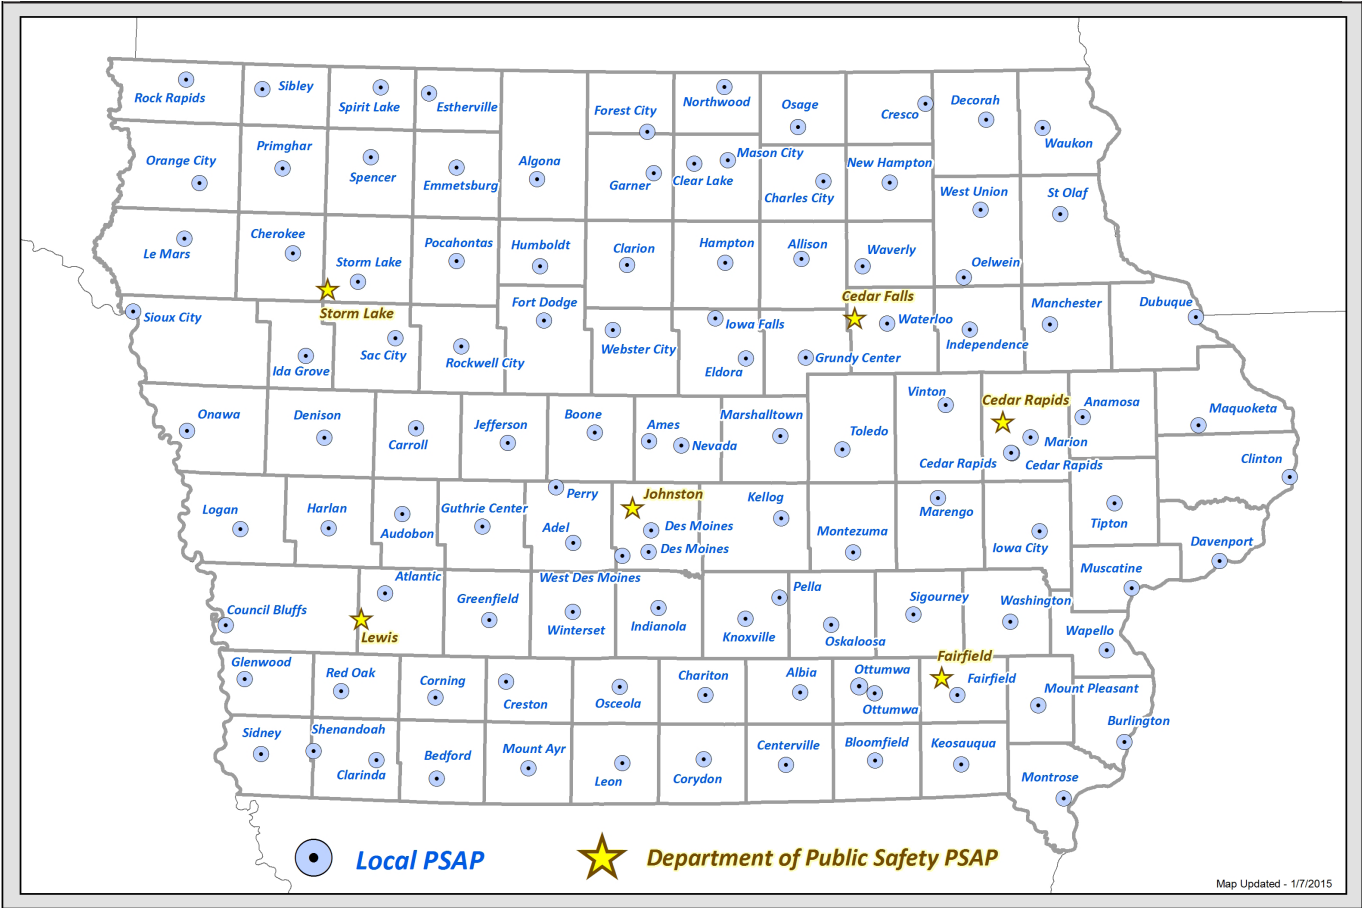 Rock Rapids
Sibley
Spirit Lake
Estherville
Forest City
Northwood
Osage
Cresco
Decorah
Waukon
Orange City
Primghar
Spencer
Emmetsburg
Algona
Garner
Clear Lake
Mason City
Charles City
New Hampton
West Union
St Olaf
Le Mars
Cherokee
Storm Lake
Storm Lake
Pocahontas
Humboldt
Clarion
Hampton
Allison
Waverly
Oelwein
Sioux City
Ida Grove
Sac City
Rockwell City
Fort Dodge
Webster City
Iowa Falls
Eldora
Grundy Center
Cedar Falls
Waterloo
Independence
Manchester
Dubuque
Onawa
Denison
Carroll
Jefferson
Boone
Ames
Nevada
Marshalltown
Toledo
Vinton
Cedar Rapids
Marion
Cedar Rapids
Cedar Rapids
Anamosa
Maquoketa
Clinton
Logan
Harlan
Audobon
Guthrie Center
Perry
Adel
Johnston
Des Moines
Des Moines
West Des Moines
Kellog
Montezuma
Marengo
Iowa City
Tipton
Davenport
Muscatine
Council Bluffs
Atlantic
Lewis
Greenfield
Winterset
Indianola
Knoxville
Pella
Oskaloosa
Sigourney
Washington
Wapello
Glenwood
Red Oak
Corning
Creston
Osceola
Chariton
Albia
Ottumwa
Ottumwa
Fairfield
Fairfield
Mount Pleasant
Burlington
Sidney
Shenandoah
Clarinda
Bedford
Mount Ayr
Leon
Corydon
Centerville
Bloomfield
Keosauqua
Montrose
Local PSAP
Department of Public Safety PSAP
Map Updated - 1/7/2015